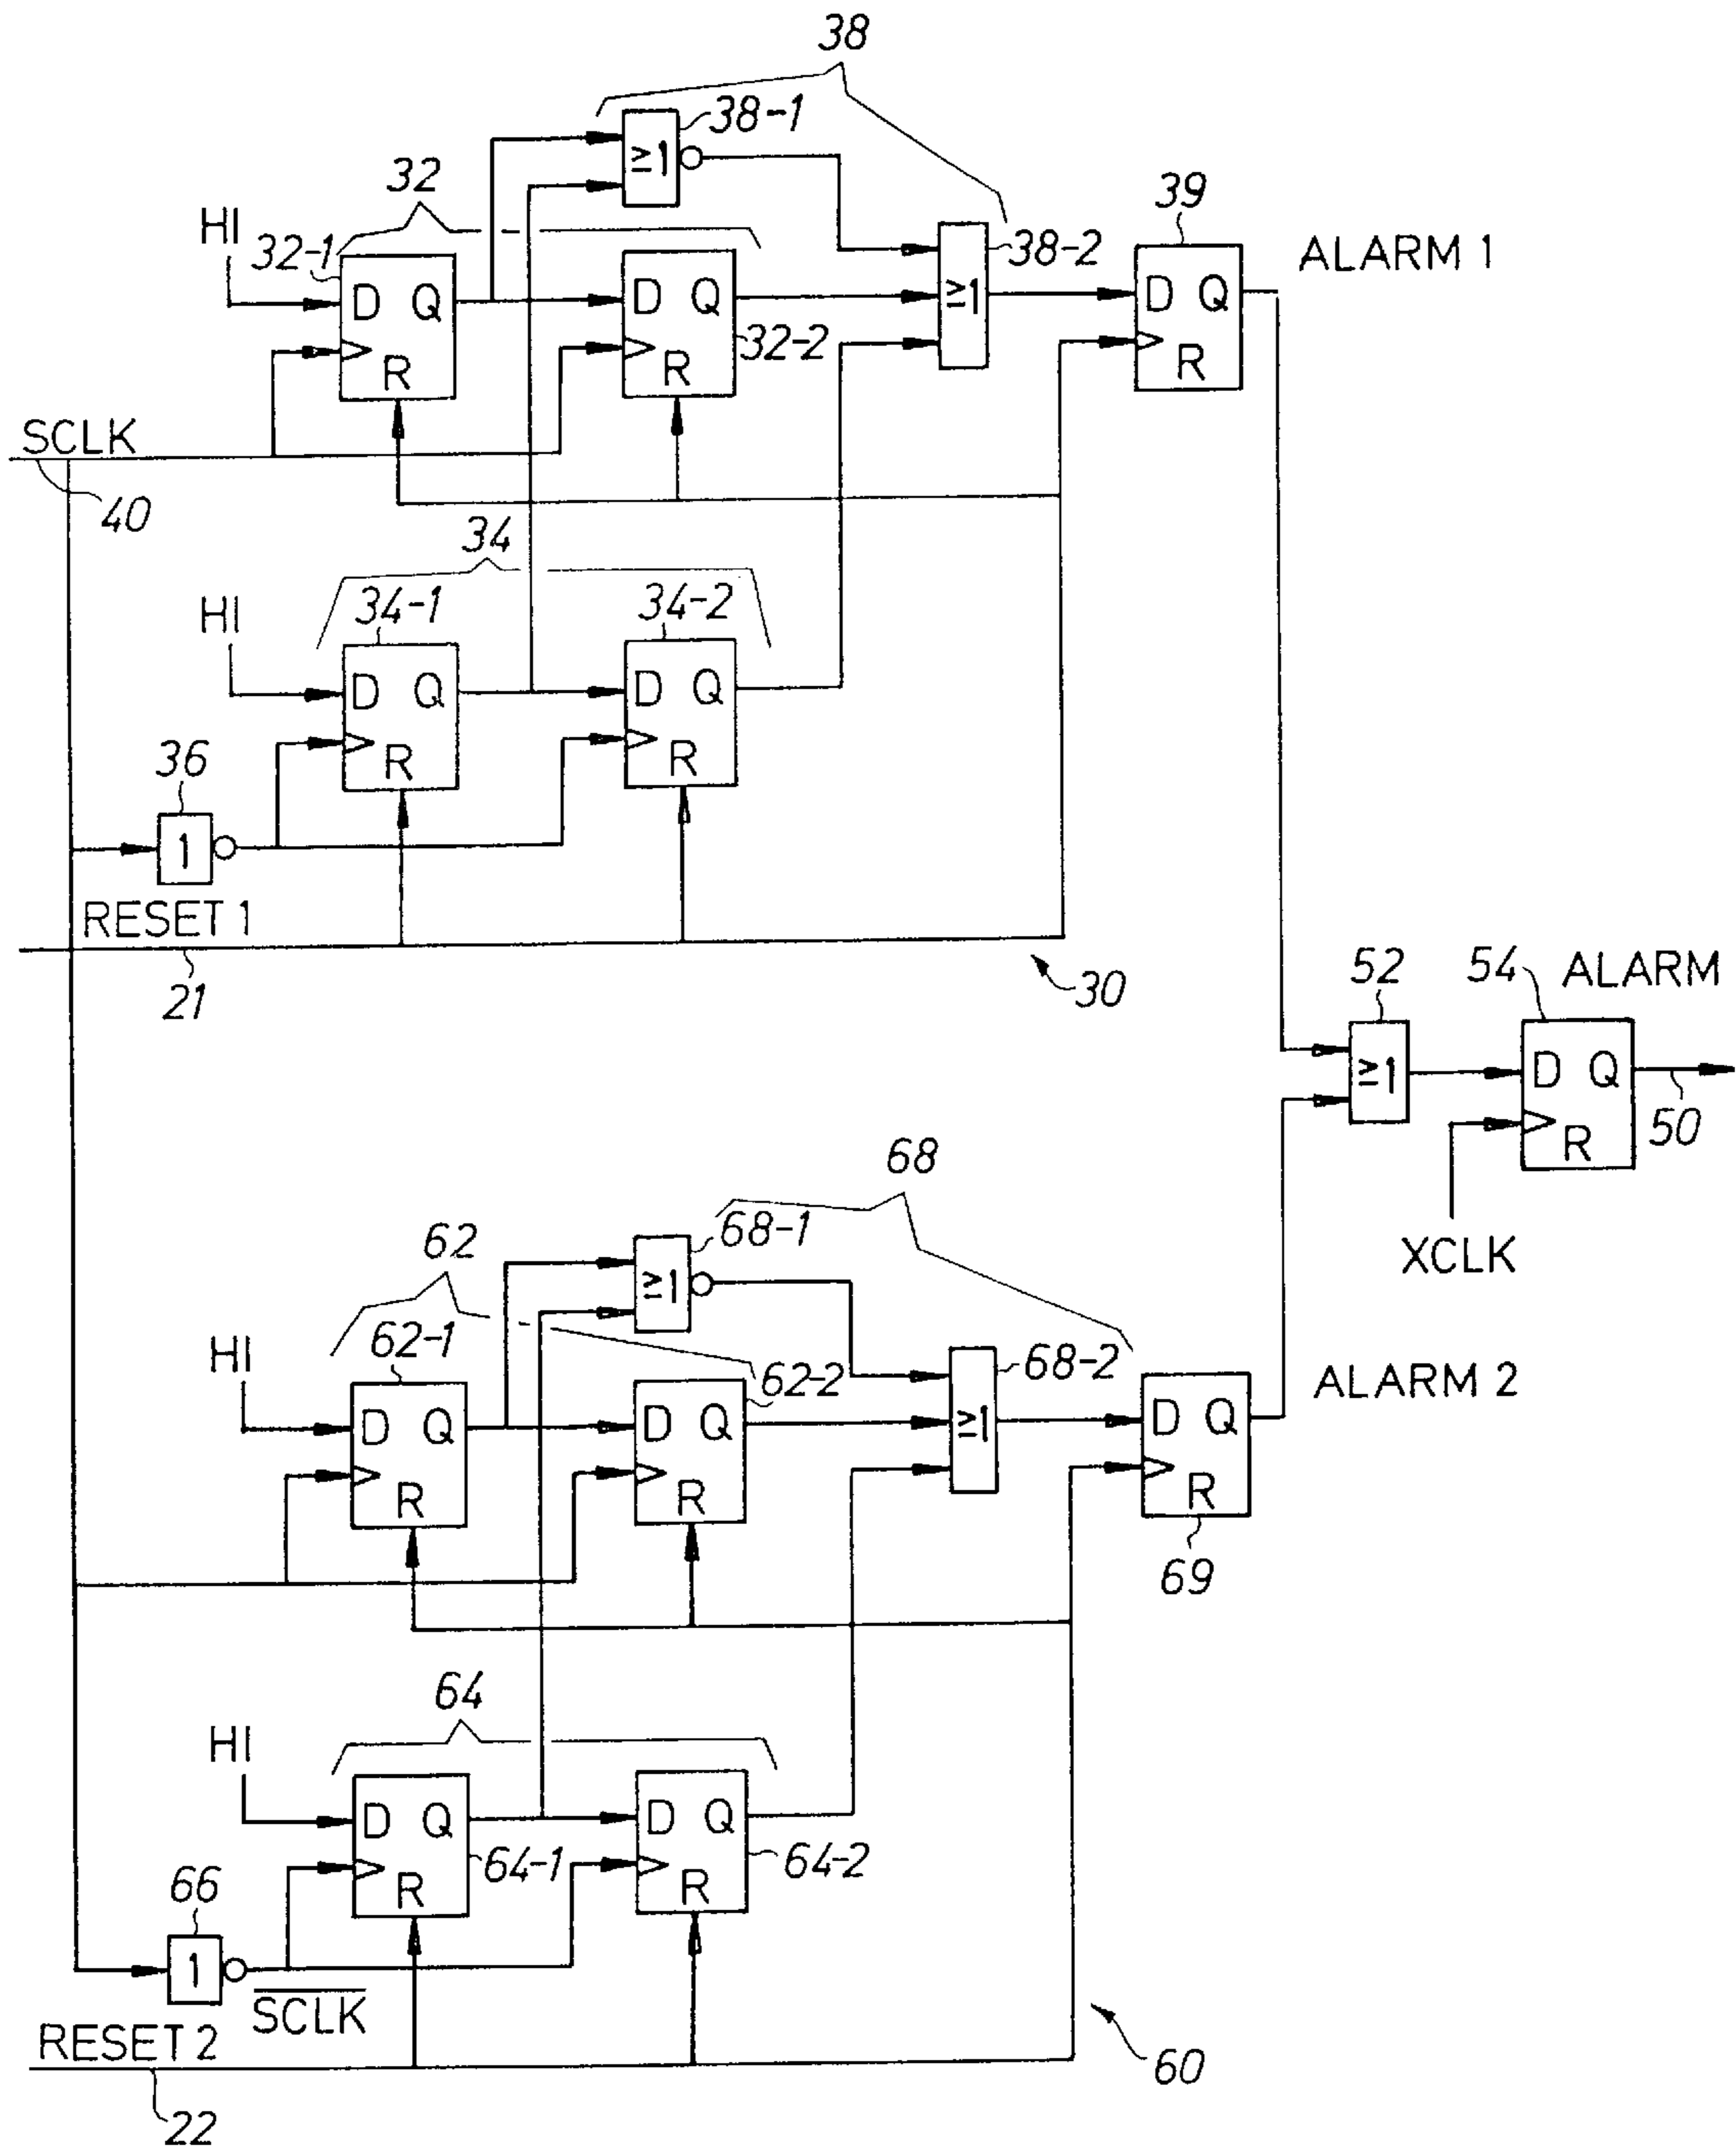 38
38-1
≥1
32
39
HI
32-1
38-2
ALARM 1
D Q
R
D Q
R
32-2
≥1
D Q
R
SCLK
40
34
HI
34-1
34-2
D Q
R
D Q
R
36
1
RESET 1
21
30
52
54
ALARM
≥1
D Q
R
50
XCLK
68
62
68-1
≥1
HI
62-1
62-2
68-2
ALARM 2
D Q
R
D Q
R
≥1
D Q
R
69
64
HI
D Q
R
64-1
D Q
R
64-2
66
1
SCLK
RESET 2
22
60